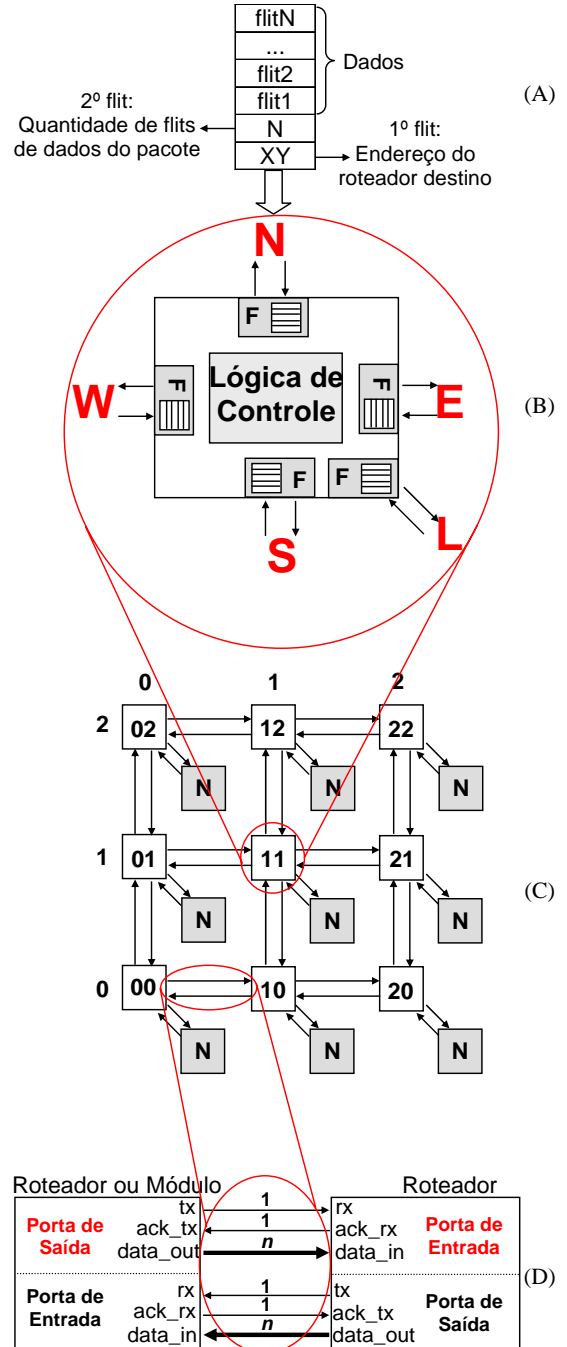 flitN
...
flit2
flit1
N
XY
Dados
(A)
2º flit:
Quantidade de flits
de dados do pacote
1º flit:
Endereço do
roteador destino
N
F
Lógica de
Controle
W
F
F
E
(B)
F
F
S
L
0 1 2
2
02 12 22
N N N
1
01 11 21
(C)
N N N
0
00 10 20
N N N
Roteador ou Módulo
Roteador
Porta de
Saída
tx 1 rx
ack_tx 1 ack_rx
data_out n data_in
Porta de
Entrada
(D)
Porta de
Entrada
rx 1 tx
ack_rx 1 ack_tx
data_in n data_out
Porta de
Saída